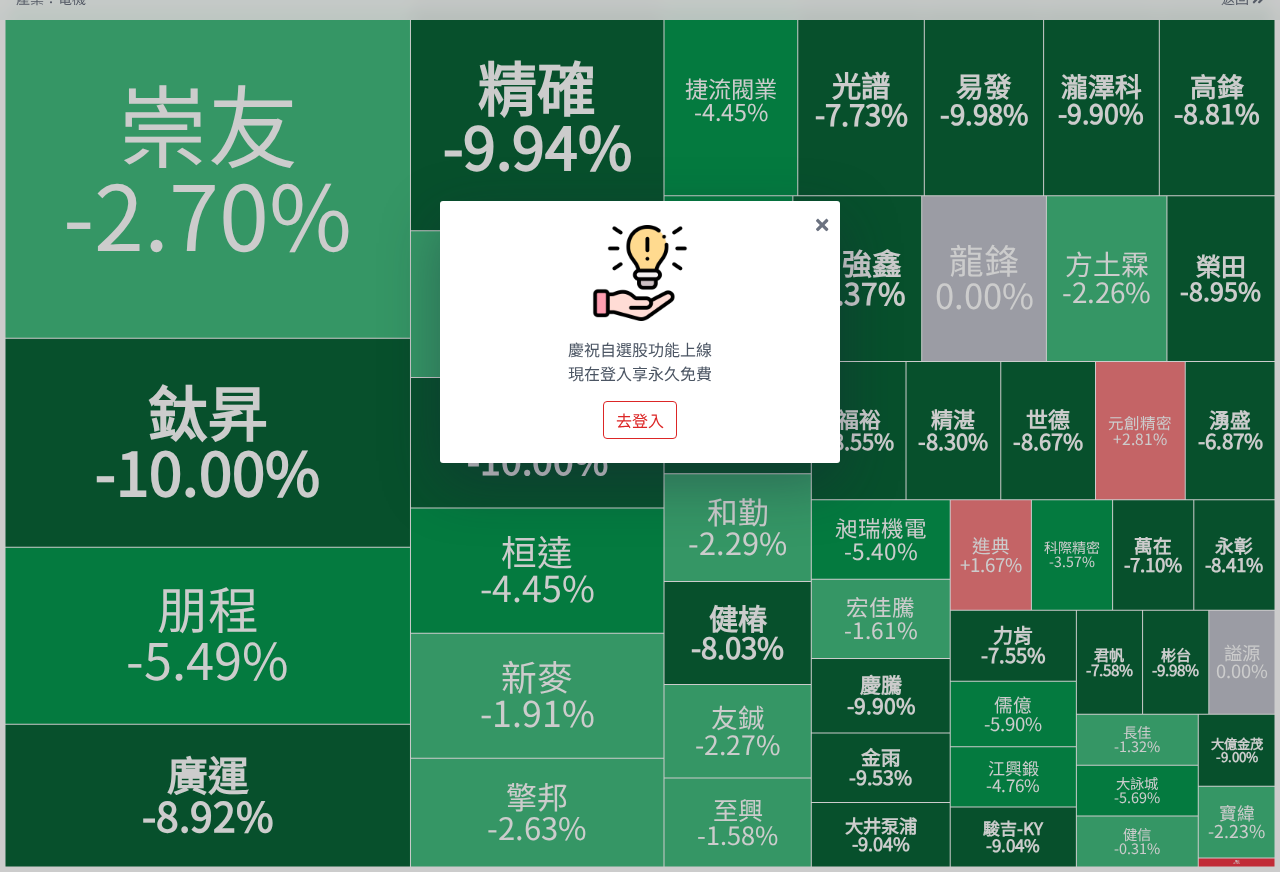 產業：電機
返回
崇友
-2.70%
鈦昇
-10.00%
朋程
-5.49%
廣運
-8.92%
精確
-9.94%
-10.00%
桓達
-4.45%
新麥
-1.91%
擎邦
-2.63%
捷流閥業
-4.45%
光譜
-7.73%
易發
-9.98%
瀧澤科
-9.90%
高鋒
-8.81%
強鑫
.37%
龍鋒
0.00%
方土霖
-2.26%
榮田
-8.95%
慶祝自選股功能上線
現在登入享永久免費
去登入
福裕
.55%
精湛
-8.30%
世德
-8.67%
元創精密
+2.81%
湧盛
-6.87%
和勤
-2.29%
健椿
-8.03%
友鋮
-2.27%
至興
-1.58%
昶瑞機電
-5.40%
宏佳騰
-1.61%
慶騰
-9.90%
金雨
-9.53%
大井泵浦
-9.04%
進典
+1.67%
科際精密
-3.57%
萬在
-7.10%
永彰
-8.41%
力肯
-7.55%
儒億
-5.90%
江興鍛
-4.76%
駿吉-KY
-9.04%
君帆
-7.58%
彬台
-9.98%
謚源
0.00%
長佳
-1.32%
大詠城
-5.69%
健信
-0.31%
大億金茂
-9.00%
寶緯
-2.23%